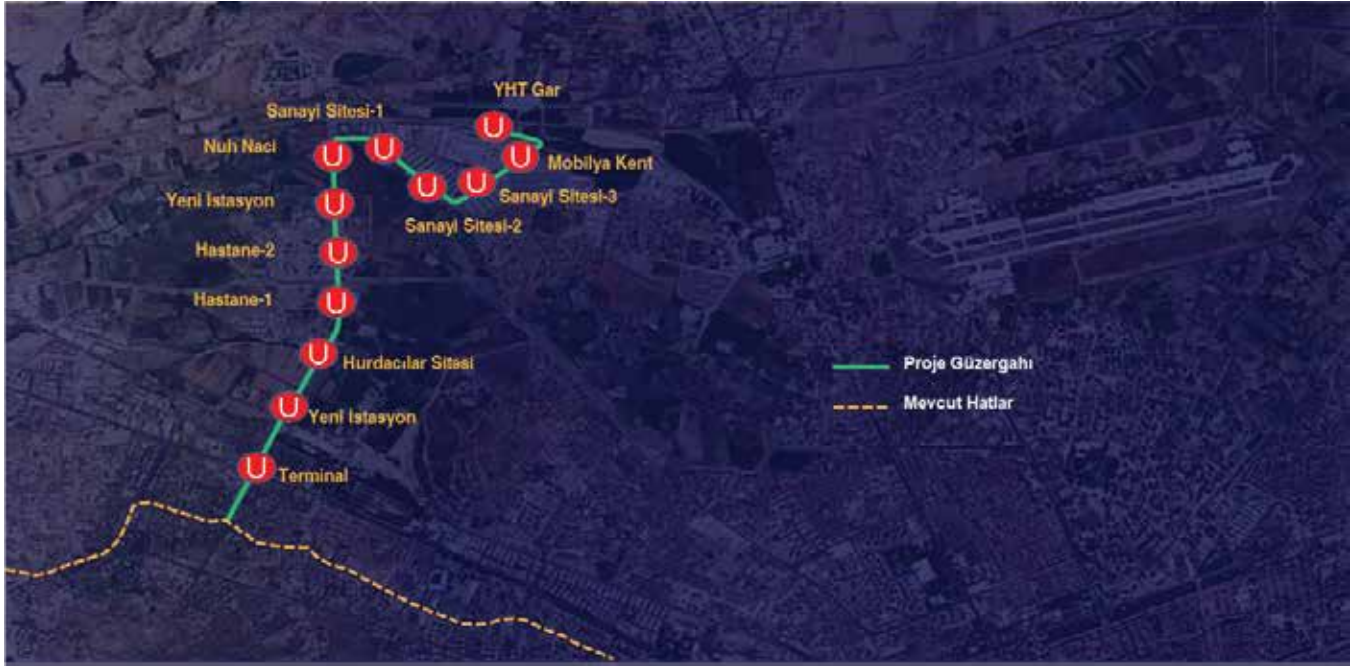 YHT Gar
Sanayi Sitesi-1
Nuh Naci
Mobilya Kent
Sanayi Sitesi-3
Yeni İstasyon
Sanayi Sitesi-2
Hastane-2
Hastane-1
Hurdacılar Sitesi
Proje Güzergahı
Mevcut Hatlar
Yeni İstasyon
Terminal
U
U
U
U
U
U
U
U
U
U
U
U
U